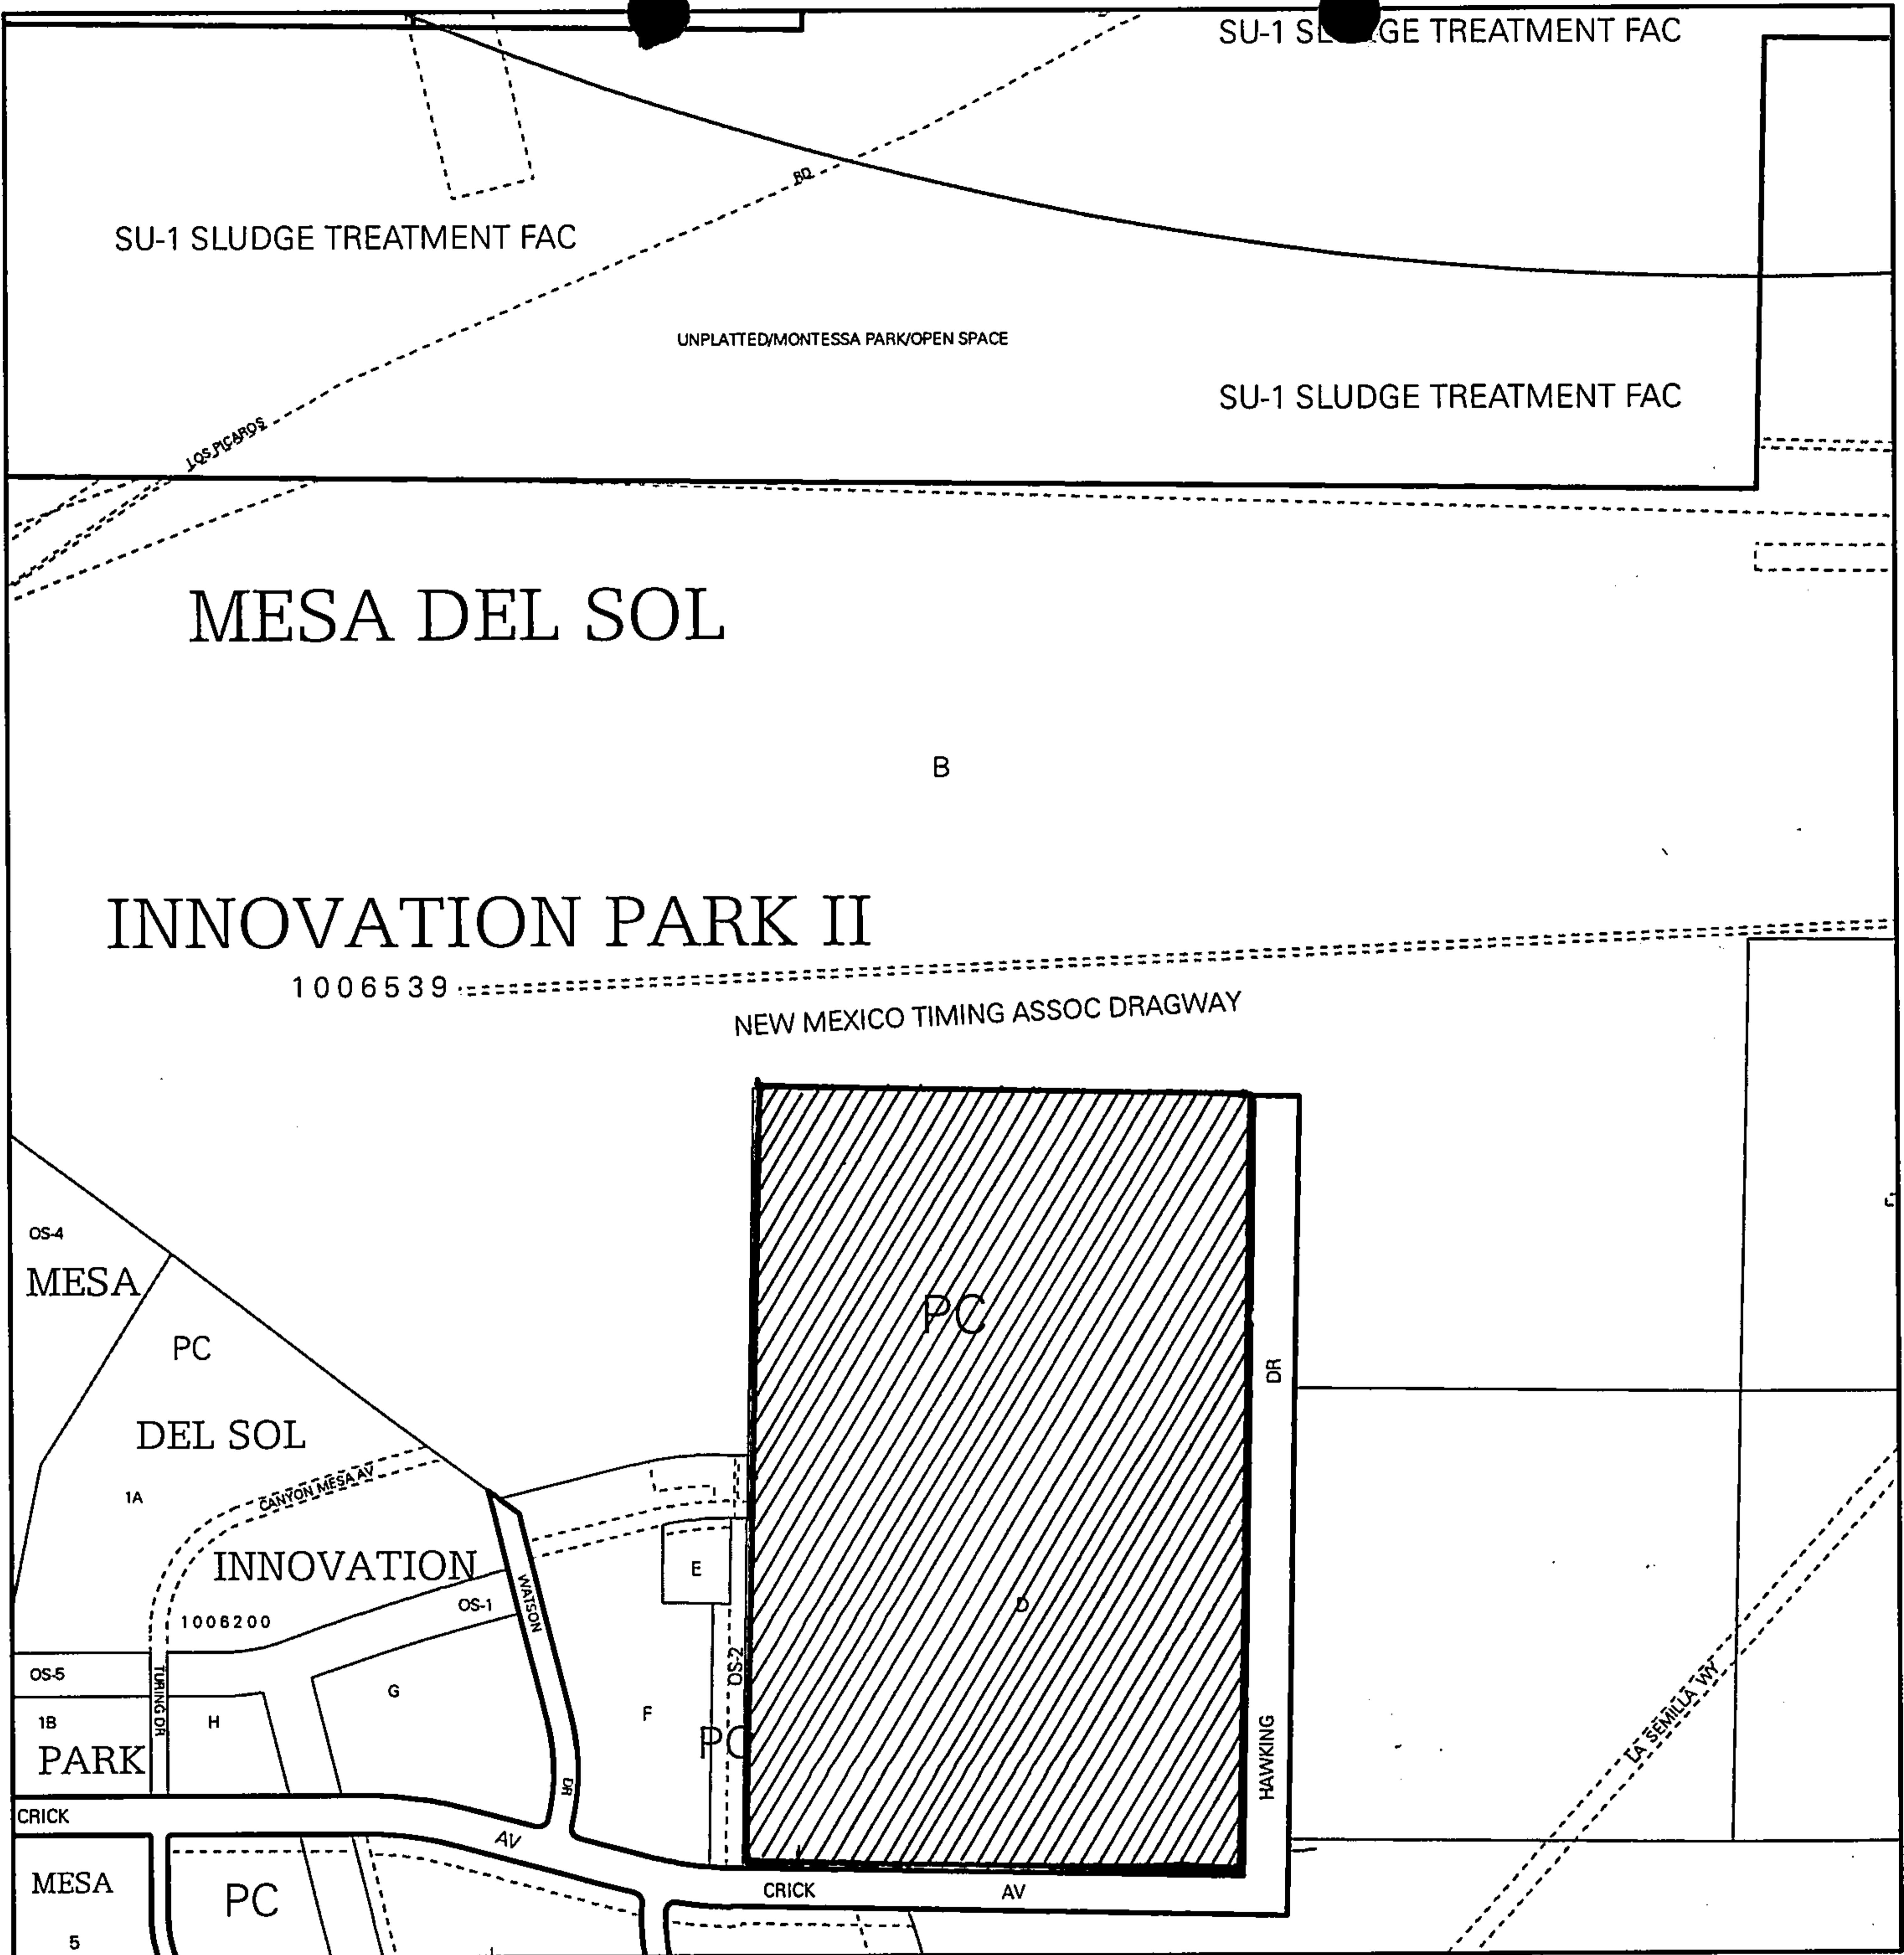 SU-1 SLUDGE TREATMENT FAC
RD
SU-1 SLUDGE TREATMENT FAC
UNPLATTED/MONTESSA PARK/OPEN SPACE
SU-1 SLUDGE TREATMENT FAC
LOS PICAROS
MESA DEL SOL
B
INNOVATION PARK II
1006539
NEW MEXICO TIMING ASSOC DRAGWAY
OS-4
MESA
PC
PC
DR
DEL SOL
CANYON MESA AV
1A
INNOVATION
E
WATSON
OS-1
D
1006200
OS-2
OS-5
TURING DR
G
LA SEMILLA WY
1B
H
F
PC
HAWKING
PARK
DR
CRICK
AV
MESA
PC
CRICK
AV
5